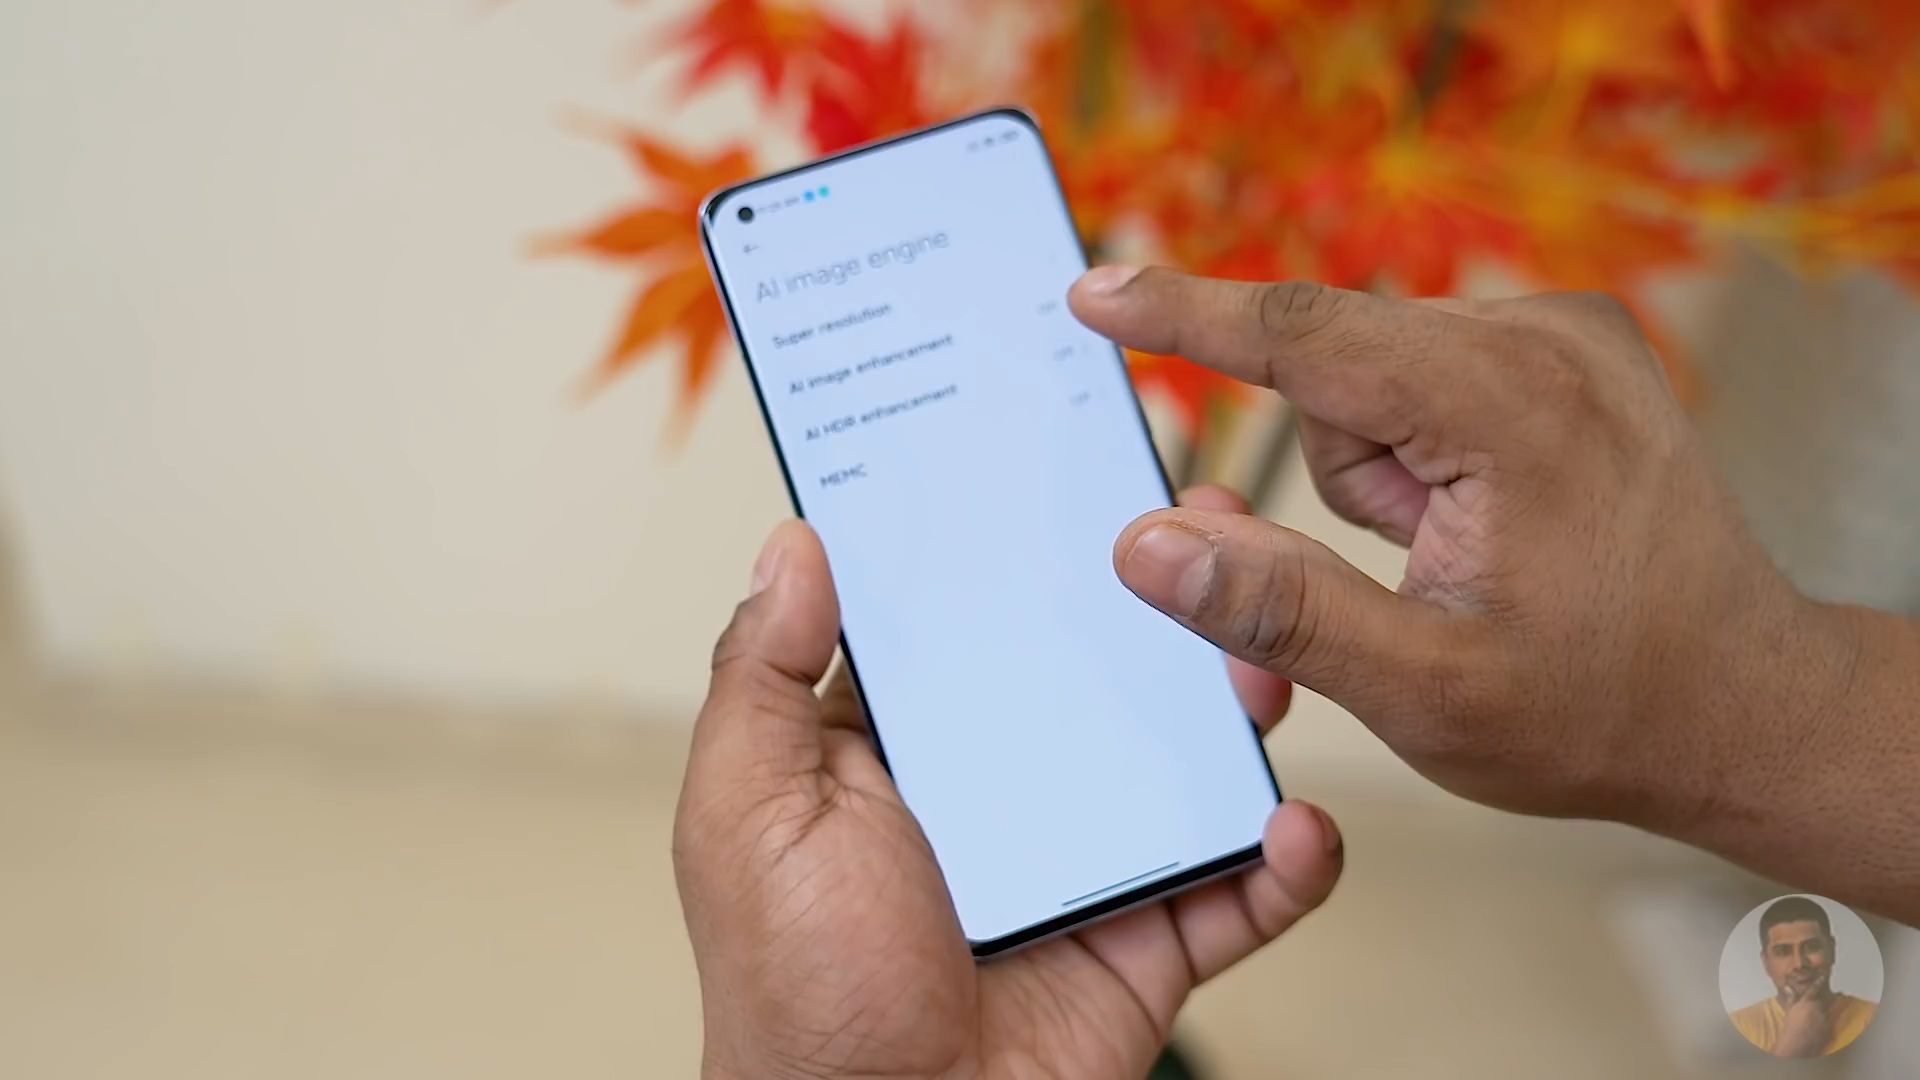 AI image engine
Super resolution
AI image enhancement
AI HDR enhancement
MEMC